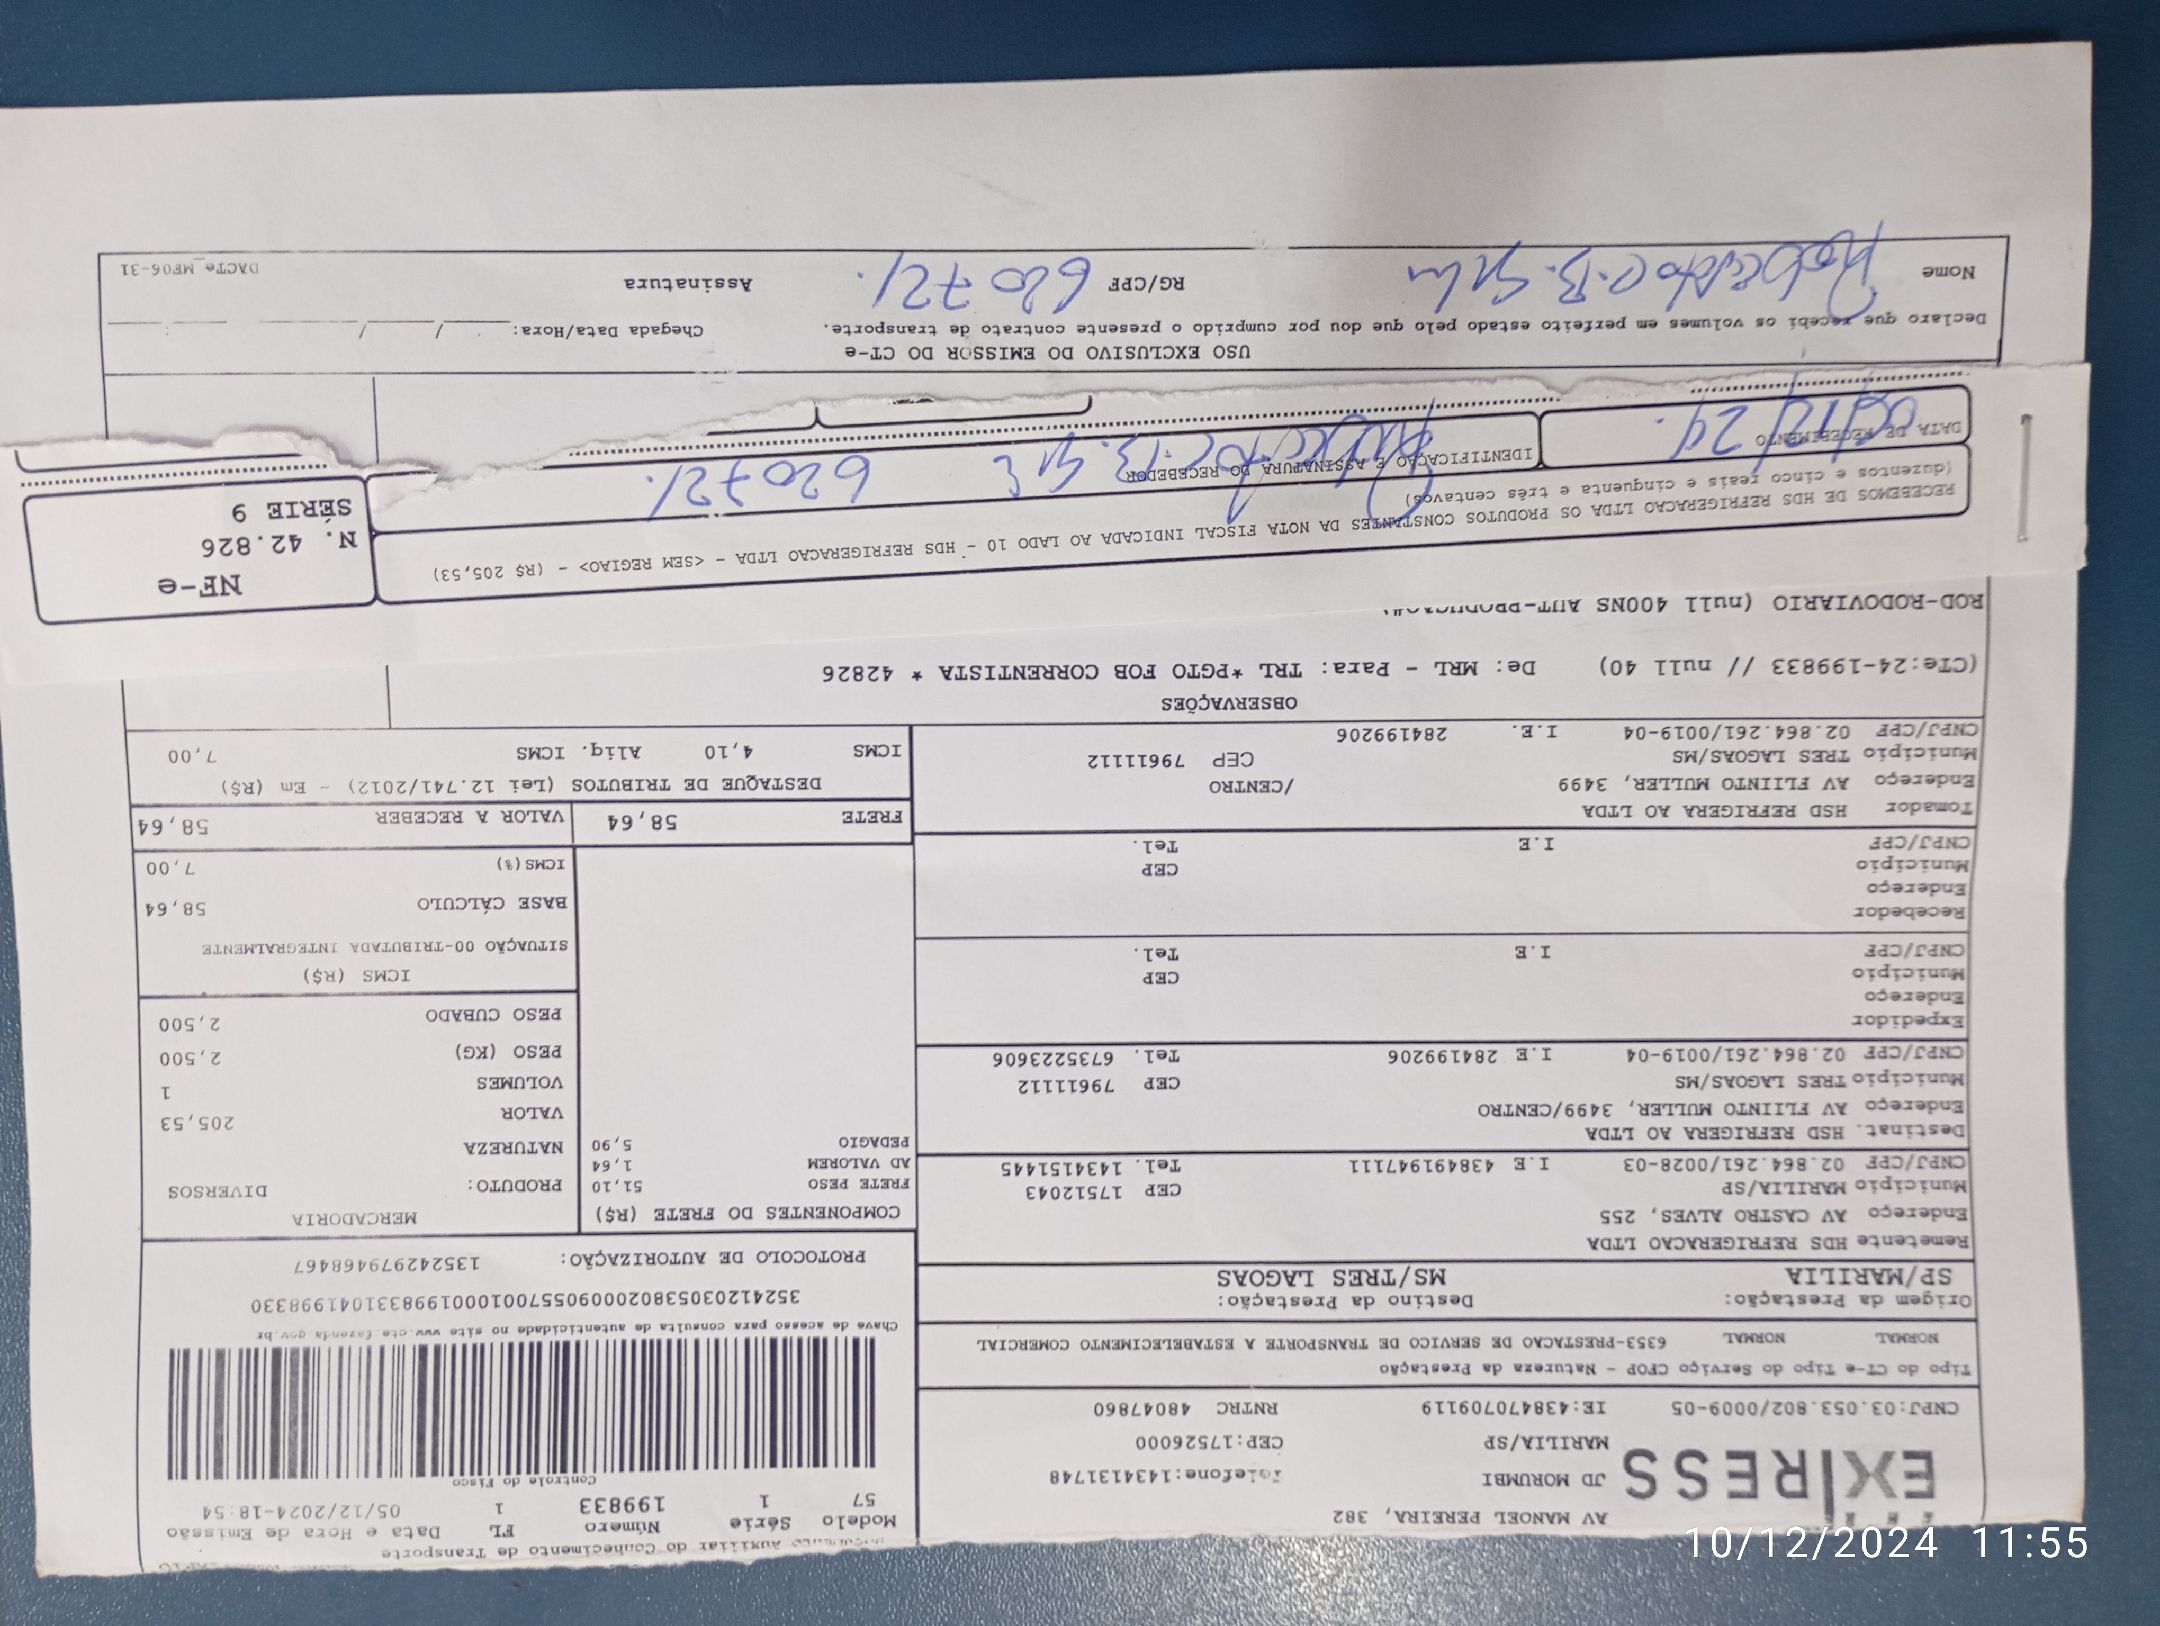 Documento Auxiliar do Conhecimento de Transporte
EXPRESS
AV MANOEL PEREIRA, 382
JD MORUMBI Telefone:1434131748
MARILIA/SP CEP:17526000
CNPJ:03.053.802/0009-05 IE:43847070119 RNTRC 48047860
Modelo Série Número FL Data e Hora de Emissão
57 1 199833 1 05/12/2024-18:54
Controle do Fisco
Chave de acesso para consulta de autenticidade no site www.cte.fazenda.gov.br
35241203053802000905570010001998331041998330
PROTOCOLO DE AUTORIZAÇÃO: 135242979468467
Tipo do CT-e Tipo do Serviço CFOP - Natureza da Prestação
NORMAL NORMAL 6353-PRESTACAO DE SERVICO DE TRANSPORTE A ESTABELECIMENTO COMERCIAL
Origem da Prestação: Destino da Prestação:
SP/MARILIA MS/TRES LAGOAS
Remetente HDS REFRIGERACAO LTDA
Endereço AV CASTRO ALVES, 255
Município MARILIA/SP CEP 17512043
CNPJ/CPF 02.864.261/0028-03 I.E 438491947111 Tel. 1434151445
Destinat. HSD REFRIGERA AO LTDA
Endereço AV FLIINTO MULLER, 3499/CENTRO
Município TRES LAGOAS/MS CEP 79611112
CNPJ/CPF 02.864.261/0019-04 I.E 284199206 Tel. 6735223606
Expedidor
Endereço
Município CEP
CNPJ/CPF I.E Tel.
Recebedor
Endereço
Município CEP
CNPJ/CPF I.E Tel.
Tomador HSD REFRIGERA AO LTDA
Endereço AV FLIINTO MULLER, 3499 /CENTRO
Município TRES LAGOAS/MS CEP 79611112
CNPJ/CPF 02.864.261/0019-04 I.E. 284199206
COMPONENTES DO FRETE (R$)
FRETE PESO 51,10
AD VALOREM 1,64
PEDAGIO 5,90
MERCADORIA
PRODUTO: DIVERSOS
NATUREZA
VALOR 205,53
VOLUMES 1
PESO (KG) 2,500
PESO CUBADO 2,500
ICMS (R$)
SITUAÇÃO 00-TRIBUTADA INTEGRALMENTE
BASE CÁLCULO 58,64
ICMS(%) 7,00
FRETE 58,64 VALOR A RECEBER 58,64
DESTAQUE DE TRIBUTOS (Lei 12.741/2012) - Em (R$)
ICMS 4,10 Aliq. ICMS 7,00
OBSERVAÇÕES
(CTe:24-199833 // null 40) De: MRL - Para: TRL *PGTO FOB CORRENTISTA * 42826
ROD-RODOVIARIO (null 400NS AUT-PRODUCAO
RECEBEMOS DE HDS REFRIGERACAO LTDA OS PRODUTOS CONSTANTES DA NOTA FISCAL INDICADA AO LADO 10 - HDS REFRIGERACAO LTDA - <SEM REGIAO> - (R$ 205,53)
(duzentos e cinco reais e cinquenta e três centavos)
DATA DE RECEBIMENTO
IDENTIFICAÇÃO E ASSINATURA DO RECEBEDOR
62072
NF-e
N. 42.826
SÉRIE 9
USO EXCLUSIVO DO EMISSOR DO CT-e
Declaro que recebi os volumes em perfeito estado pelo que dou por cumprido o presente contrato de transporte. Chegada Data/Hora: / / :
Nome RG/CPF 62072 Assinatura
DACTe_MF06-31
10/12/2024 11:55